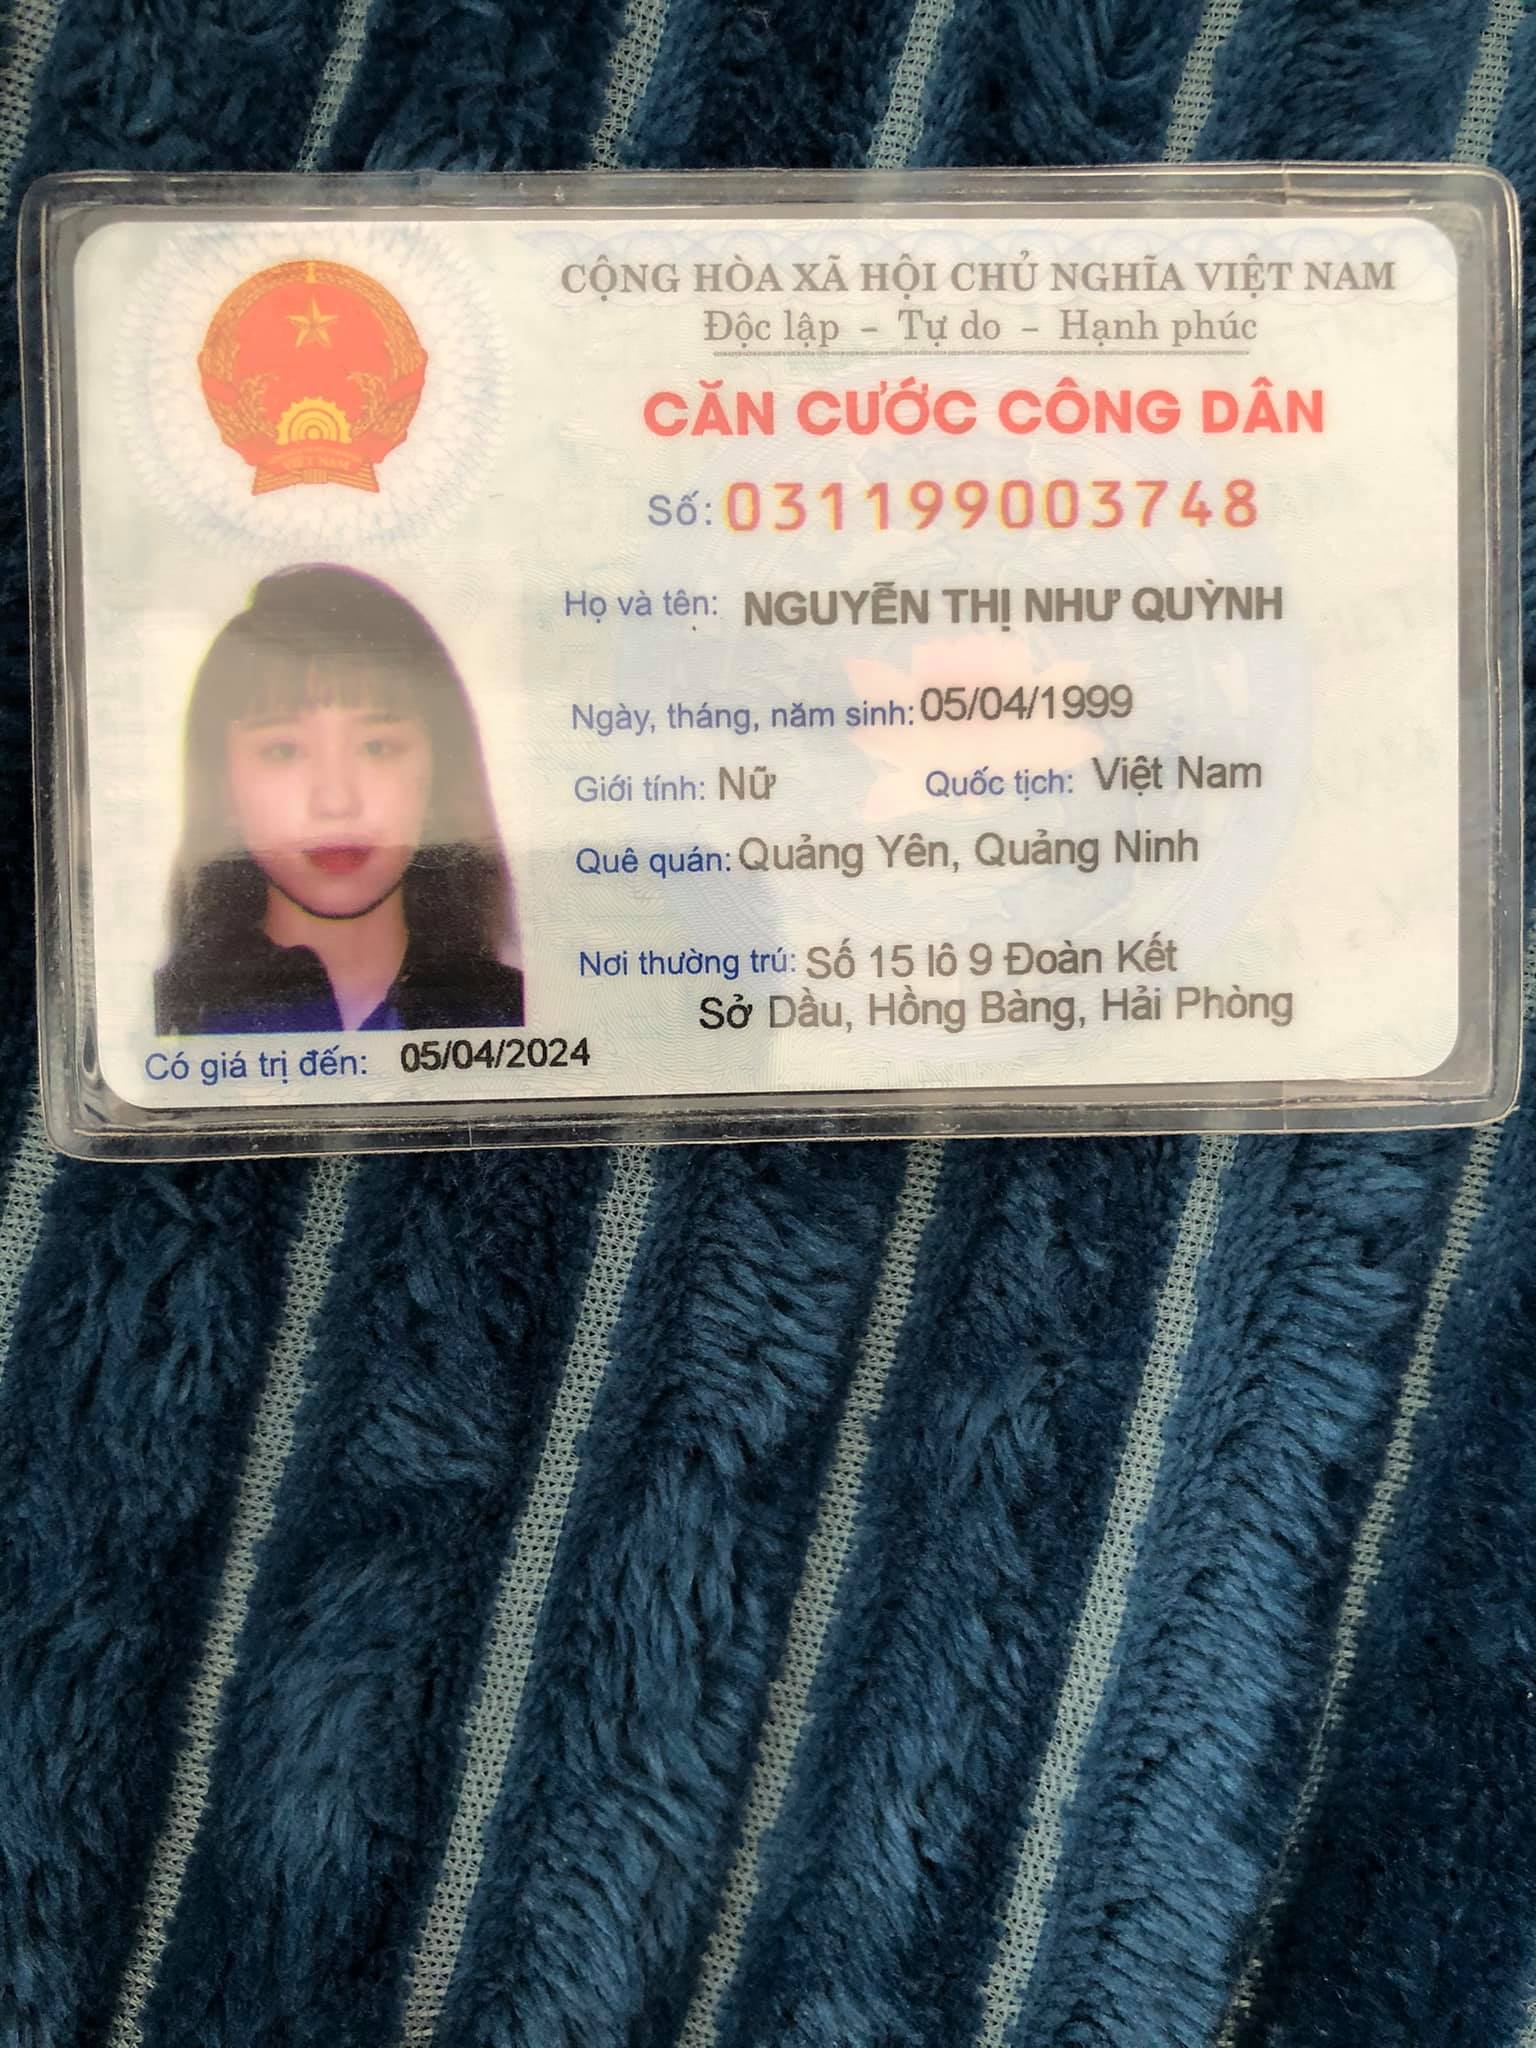 CỘNG HÒA XÃ HỘI CHỦ NGHĨA VIỆT NAM
Độc lập - Tự do - Hạnh phúc
CĂN CƯỚC CÔNG DÂN
Số: 031199003748
Họ và tên: NGUYỄN THỊ NHƯ QUỲNH
Ngày, tháng, năm sinh: 05/04/1999
Giới tính: Nữ Quốc tịch: Việt Nam
Quê quán: Quảng Yên, Quảng Ninh
Nơi thường trú: Số 15 lô 9 Đoàn Kết
Sở Dầu, Hồng Bàng, Hải Phòng
Có giá trị đến: 05/04/2024
VIỆT NAM